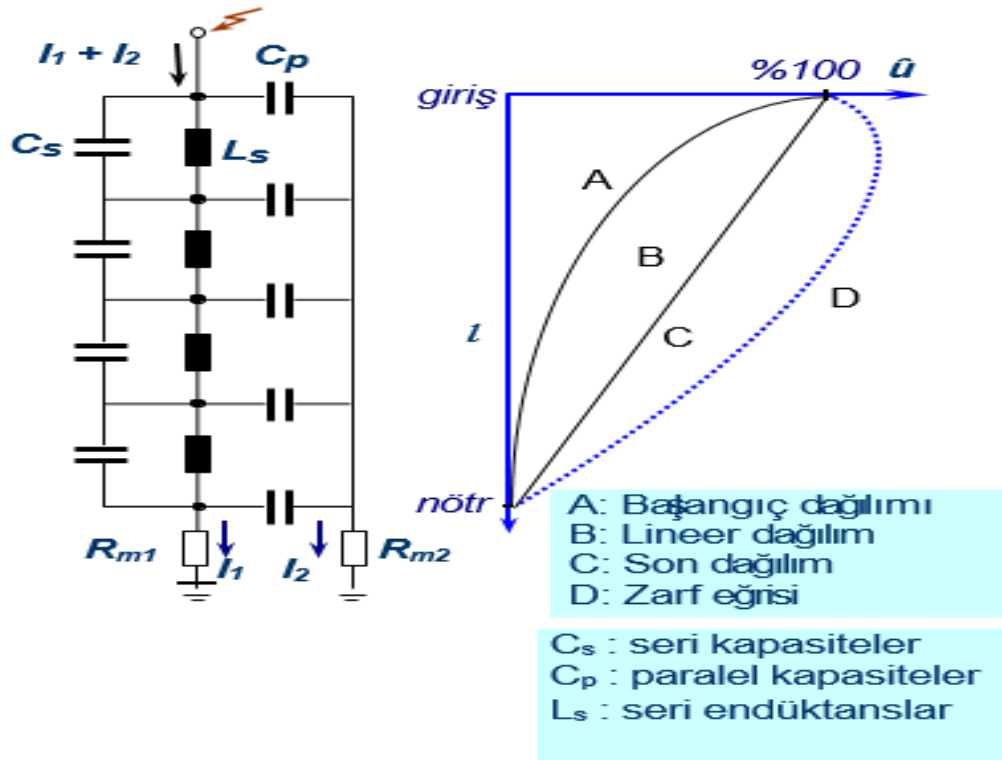 I1 + I2
Cp
Cs
Ls
Rm1
I1
I2
Rm2
%100
û
giriş
A
B
C
D
l
nötr
A: Başlangıç dağılımı
B: Lineer dağılım
C: Son dağılım
D: Zarf eğrisi
Cs : seri kapasiteler
Cp : paralel kapasiteler
Ls : seri endüktanslar